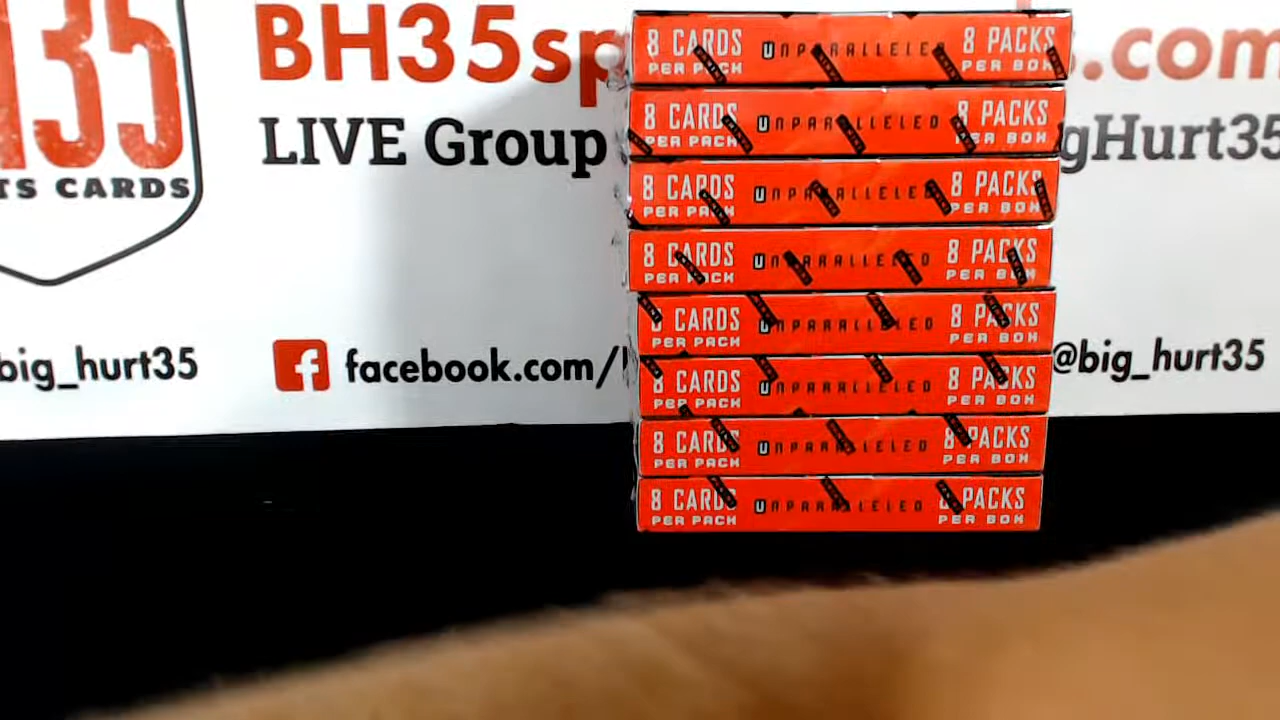 H35
TS CARDS
BH35sp
.com
LIVE Group
gHurt35
big_hurt35
facebook.com/
@big_hurt35
8 CARDS PER PACK UNPARALLELED 8 PACKS PER BOX
8 CARDS PER PACK UNPARALLELED 8 PACKS PER BOX
8 CARDS PER PACK UNPARALLELED 8 PACKS PER BOX
8 CARDS PER PACK UNPARALLELED 8 PACKS PER BOX
8 CARDS PER PACK UNPARALLELED 8 PACKS PER BOX
8 CARDS PER PACK UNPARALLELED 8 PACKS PER BOX
8 CARDS PER PACK UNPARALLELED 8 PACKS PER BOX
8 CARDS PER PACK UNPARALLELED 8 PACKS PER BOX